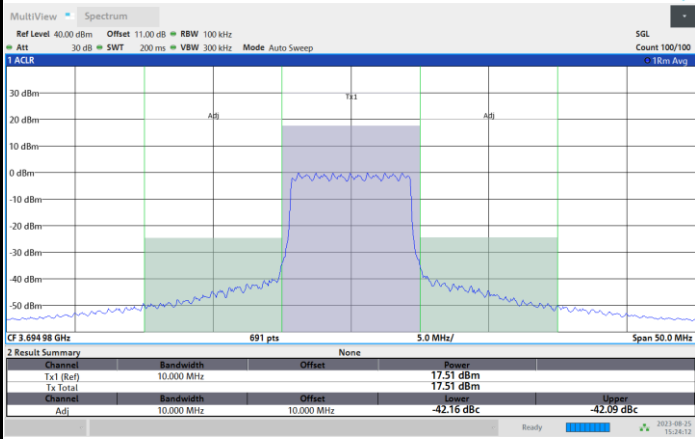 MultiView Spectrum
Ref Level 40.00 dBm Offset 11.00 dB RBW 100 kHz SGL
Att 30 dB SWT 200 ms VBW 300 kHz Mode Auto Sweep Count 100/100
1 ACLR 1Rm Avg
30 dBm
Tx1
20 dBm Adj Adj
10 dBm
0 dBm
-10 dBm
-20 dBm
-30 dBm
-40 dBm
-50 dBm
CF 3.694 98 GHz 691 pts 5.0 MHz/ Span 50.0 MHz
2 Result Summary None
Channel Bandwidth Offset Power
Tx1 (Ref) 10.000 MHz 17.51 dBm
Tx Total 17.51 dBm
Channel Bandwidth Offset Lower Upper
Adj 10.000 MHz 10.000 MHz -42.16 dBc -42.09 dBc
Ready 2023-08-25
15:24:12